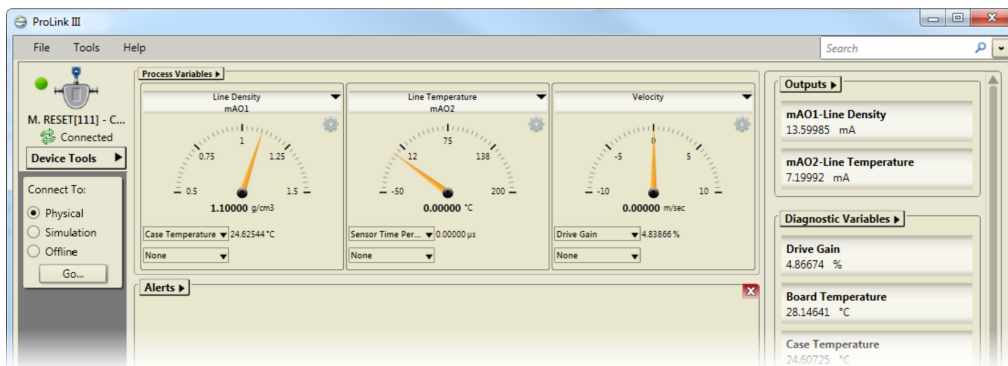 ProLink III
File Tools Help
Search
M. RESET[111] - C...
Connected
Device Tools
Connect To:
Physical
Simulation
Offline
Go...
Process Variables
Line Density
mAO1
0.5
0.75
1
1.25
1.5
1.10000 g/cm3
Case Temperature 24.62544 °C
None
Line Temperature
mAO2
-50
12
75
138
200
0.00000 °C
Sensor Time Per... 0.00000 µs
None
Velocity
-10
-5
0
5
10
0.00000 m/sec
Drive Gain 4.83866 %
None
Alerts
Outputs
mAO1-Line Density
13.59985 mA
mAO2-Line Temperature
7.19992 mA
Diagnostic Variables
Drive Gain
4.86674 %
Board Temperature
28.14641 °C
Case Temperature
24.60725 °C